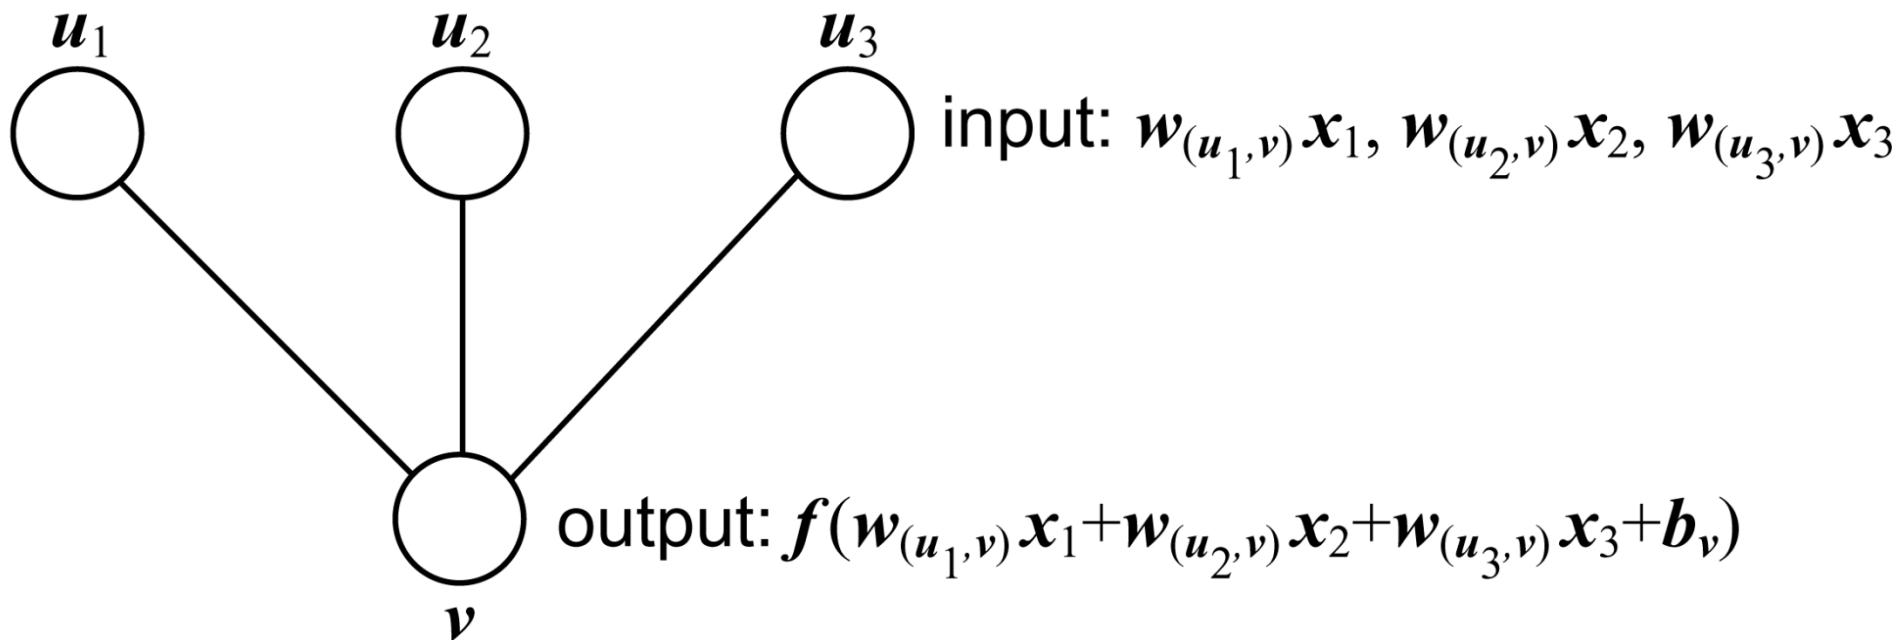 u₁ u₂ u₃
input: w₍u₁,v₎x₁, w₍u₂,v₎x₂, w₍u₃,v₎x₃
output: f(w₍u₁,v₎x₁+w₍u₂,v₎x₂+w₍u₃,v₎x₃+bᵥ)
v